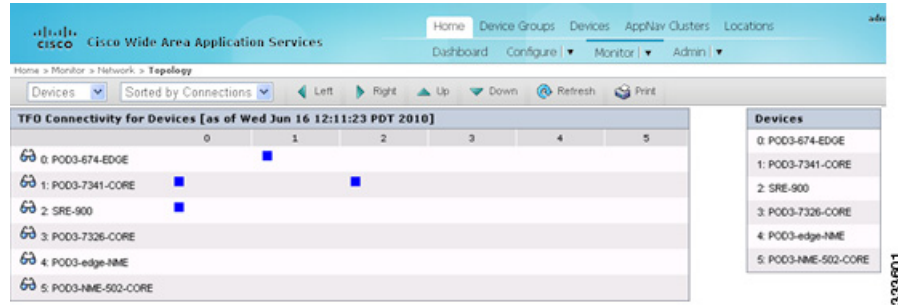 Home Device Groups Devices AppNav Clusters Locations
cisco Cisco Wide Area Application Services
Dashboard Configure | ▼ Monitor | ▼ Admin | ▼
Home > Monitor > Network > Topology
Devices Sorted by Connections Left Right Up Down Refresh Print
TFO Connectivity for Devices [as of Wed Jun 16 12:11:23 PDT 2010]
0 1 2 3 4 5
0: POD3-674-EDGE
1: POD3-7341-CORE
2: SRE-900
3: POD3-7326-CORE
4: POD3-edge-NME
5: POD3-NME-502-CORE
Devices
0: POD3-674-EDGE
1: POD3-7341-CORE
2: SRE-900
3: POD3-7326-CORE
4: POD3-edge-NME
5: POD3-NME-502-CORE